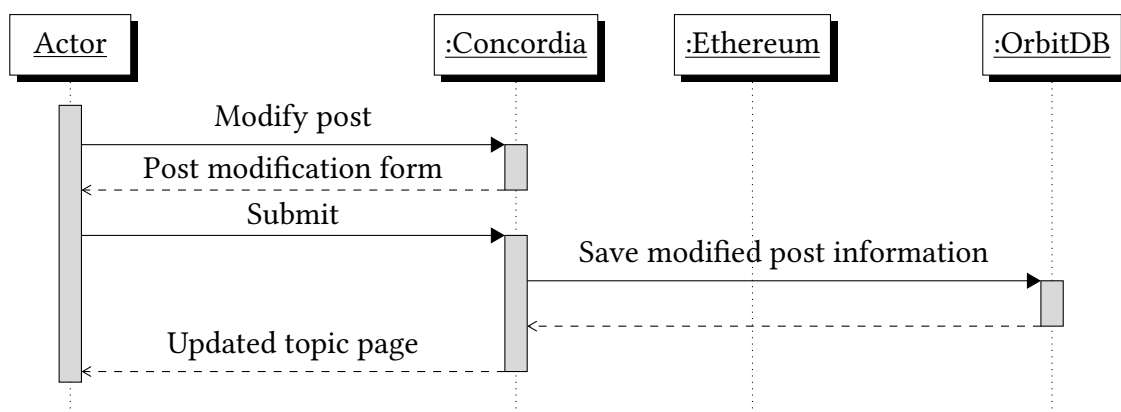 Actor
:Concordia
:Ethereum
:OrbitDB
Modify post
Post modification form
Submit
Save modified post information
Updated topic page